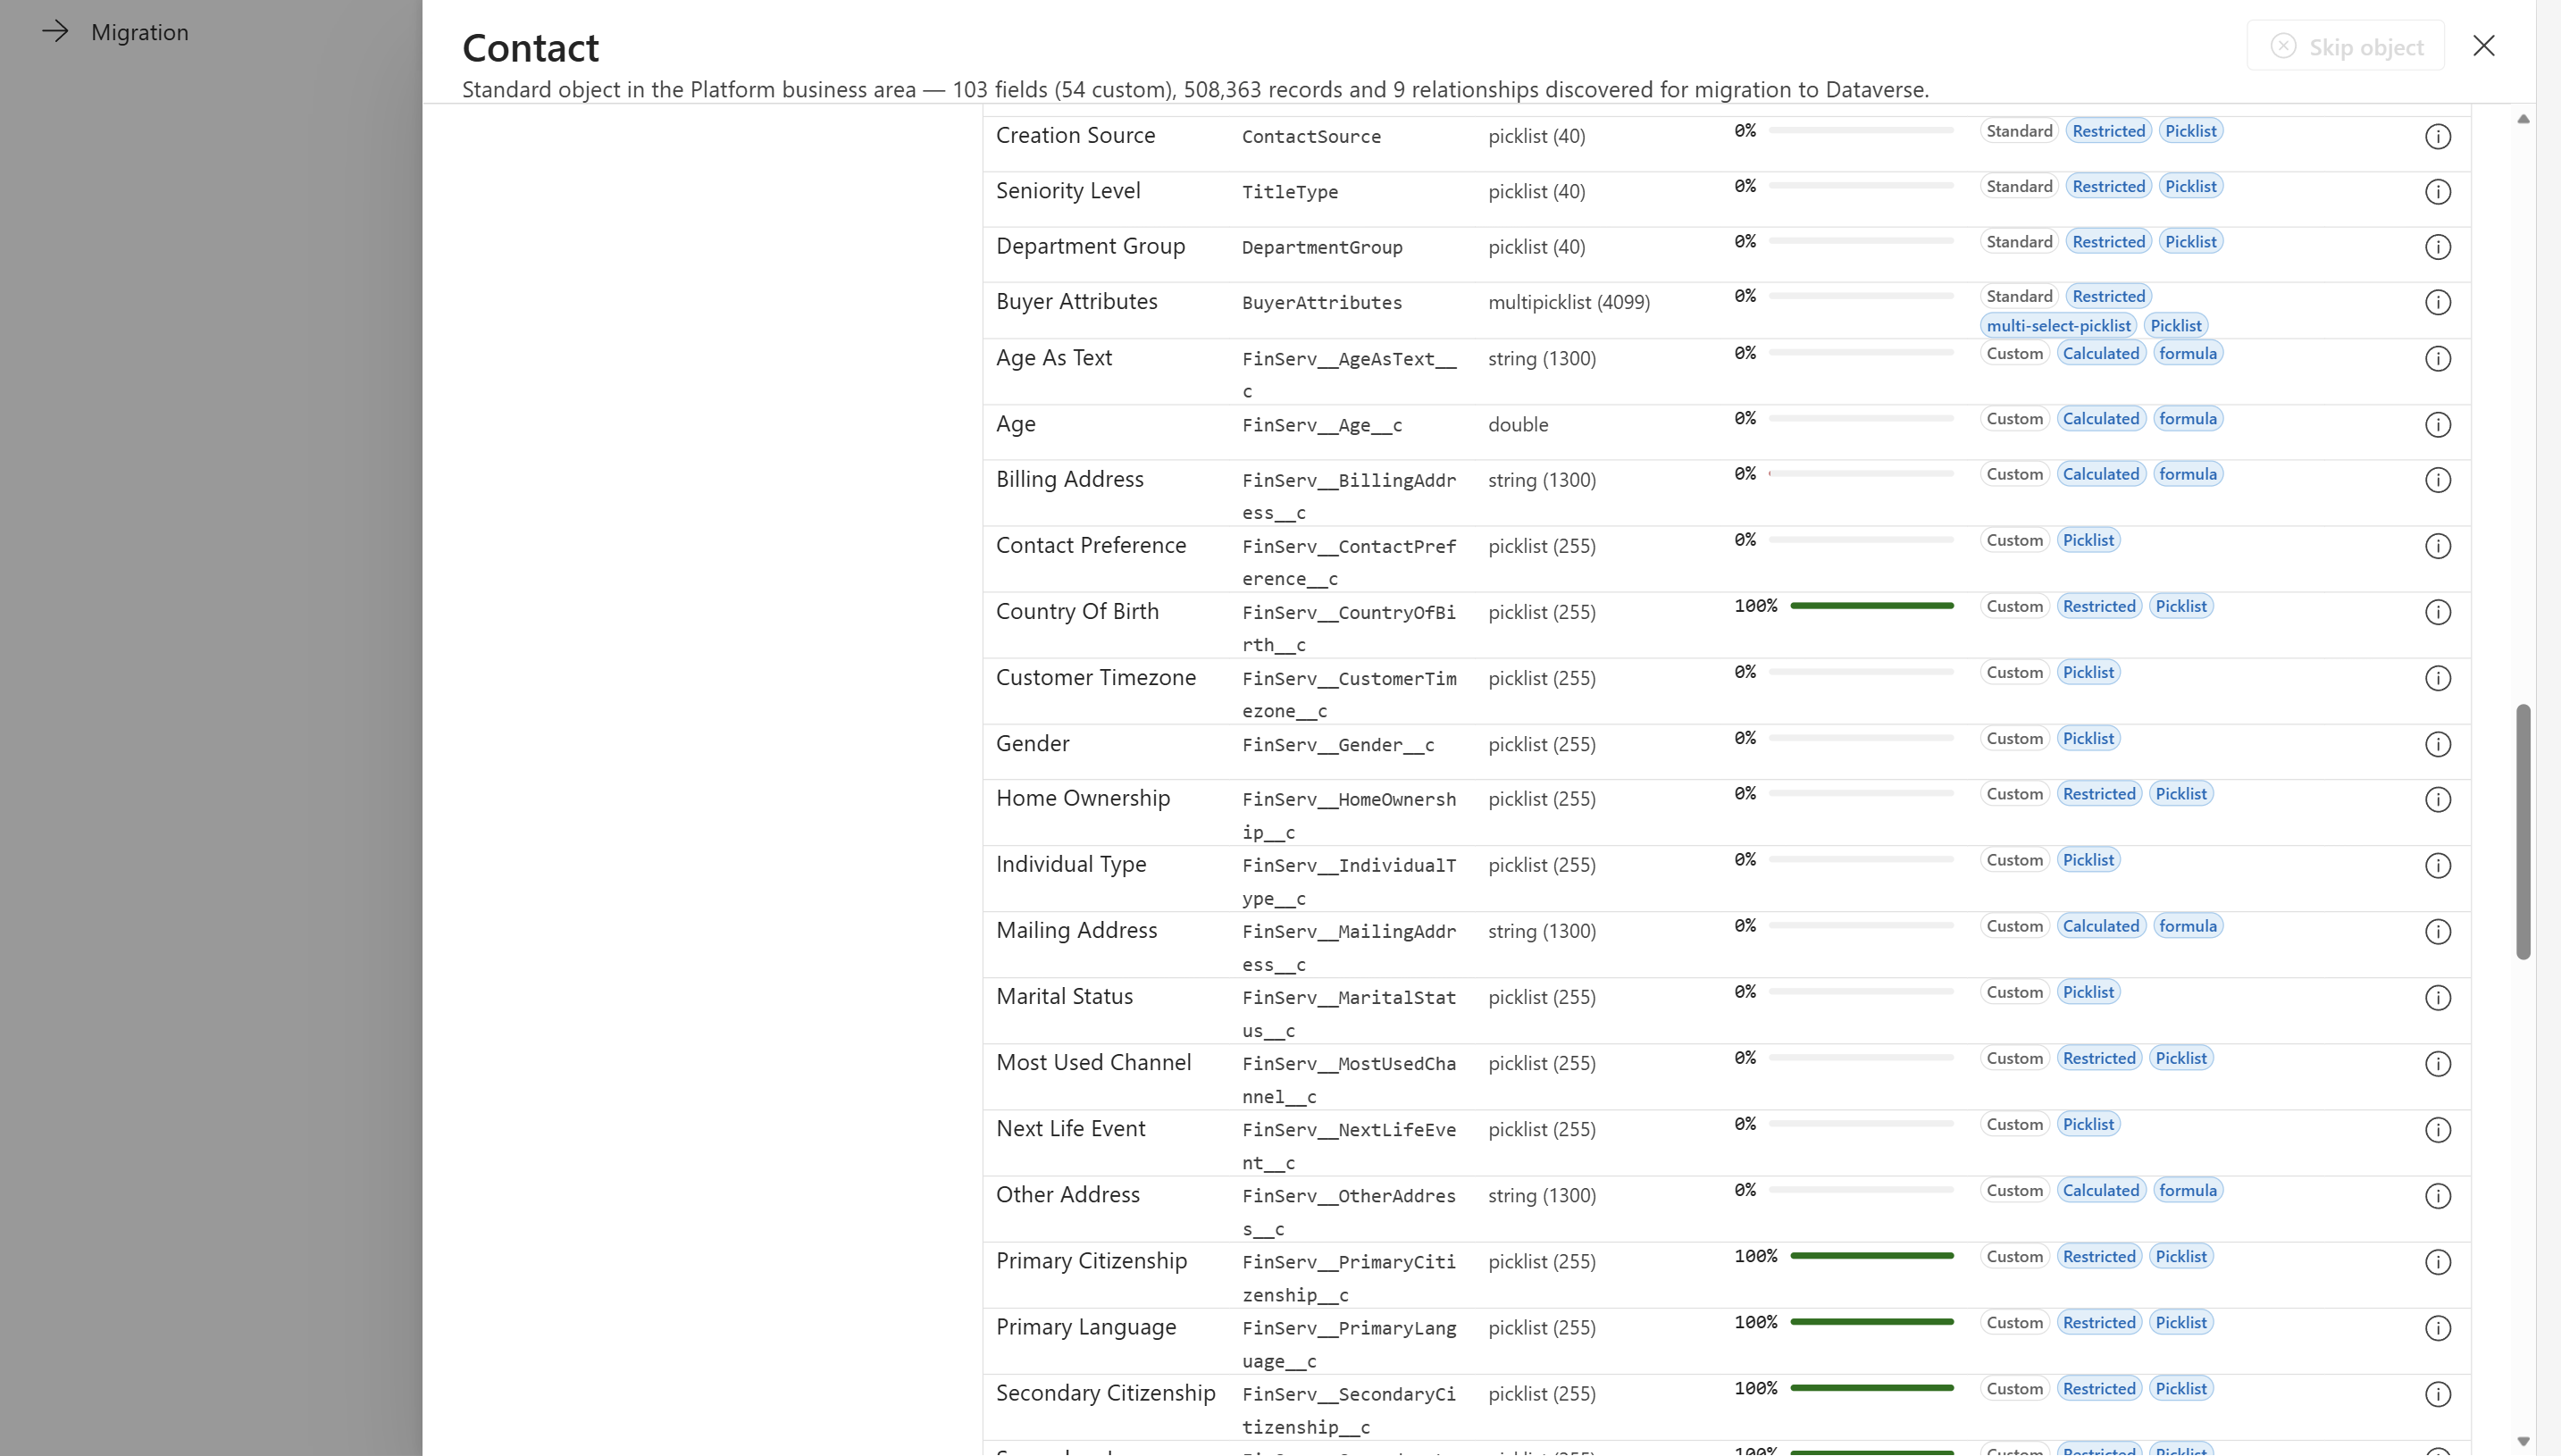 Migration
Contact
Skip object
Standard object in the Platform business area — 103 fields (54 custom), 508,363 records and 9 relationships discovered for migration to Dataverse.
Creation Source ContactSource picklist (40) 0% Standard Restricted Picklist
Seniority Level TitleType picklist (40) 0% Standard Restricted Picklist
Department Group DepartmentGroup picklist (40) 0% Standard Restricted Picklist
Buyer Attributes BuyerAttributes multipicklist (4099) 0% Standard Restricted
multi-select-picklist Picklist
Age As Text FinServ__AgeAsText__ string (1300) 0% Custom Calculated formula
c
Age FinServ__Age__c double 0% Custom Calculated formula
Billing Address FinServ__BillingAddr string (1300) 0% Custom Calculated formula
ess__c
Contact Preference FinServ__ContactPref picklist (255) 0% Custom Picklist
erence__c
Country Of Birth FinServ__CountryOfBi picklist (255) 100% Custom Restricted Picklist
rth__c
Customer Timezone FinServ__CustomerTim picklist (255) 0% Custom Picklist
ezone__c
Gender FinServ__Gender__c picklist (255) 0% Custom Picklist
Home Ownership FinServ__HomeOwnersh picklist (255) 0% Custom Restricted Picklist
ip__c
Individual Type FinServ__IndividualT picklist (255) 0% Custom Picklist
ype__c
Mailing Address FinServ__MailingAddr string (1300) 0% Custom Calculated formula
ess__c
Marital Status FinServ__MaritalStat picklist (255) 0% Custom Picklist
us__c
Most Used Channel FinServ__MostUsedCha picklist (255) 0% Custom Restricted Picklist
nnel__c
Next Life Event FinServ__NextLifeEve picklist (255) 0% Custom Picklist
nt__c
Other Address FinServ__OtherAddres string (1300) 0% Custom Calculated formula
s__c
Primary Citizenship FinServ__PrimaryCiti picklist (255) 100% Custom Restricted Picklist
zenship__c
Primary Language FinServ__PrimaryLang picklist (255) 100% Custom Restricted Picklist
uage__c
Secondary Citizenship FinServ__SecondaryCi picklist (255) 100% Custom Restricted Picklist
tizenship__c